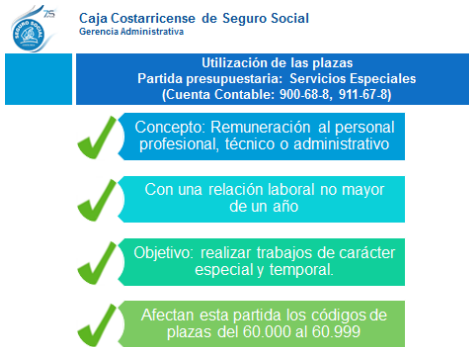 Caja Costarricense de Seguro Social
Gerencia Administrativa
Utilización de las plazas
Partida presupuestaria: Servicios Especiales
(Cuenta Contable: 900-68-8, 911-67-8)
Concepto: Remuneración al personal
profesional, técnico o administrativo
Con una relación laboral no mayor
de un año
Objetivo: realizar trabajos de carácter
especial y temporal.
Afectan esta partida los códigos de
plazas del 60.000 al 60.999